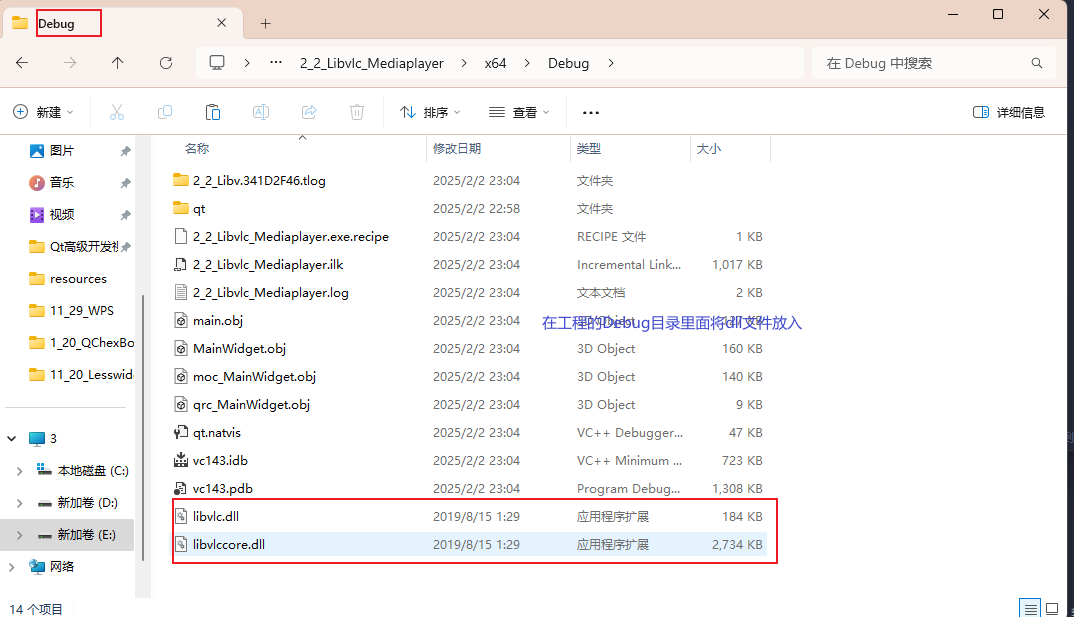 Debug
2_2_Libvlc_Mediaplayer
x64
Debug
在 Debug 中搜索
新建
排序
查看
详细信息
名称
修改日期
类型
大小
图片
音乐
视频
Qt高级开发
resources
11_29_WPS
1_20_QChexBo
11_20_Lesswid
3
本地磁盘 (C:)
新加卷 (D:)
新加卷 (E:)
网络
2_2_Libv.341D2F46.tlog 2025/2/2 23:04 文件夹
qt 2025/2/2 22:58 文件夹
2_2_Libvlc_Mediaplayer.exe.recipe 2025/2/2 23:04 RECIPE 文件 1 KB
2_2_Libvlc_Mediaplayer.ilk 2025/2/2 23:04 Incremental Link... 1,017 KB
2_2_Libvlc_Mediaplayer.log 2025/2/2 23:04 文本文档 2 KB
main.obj 2025/2/2 23:04
在工程的Debug目录里面将dll文件放入
MainWidget.obj 2025/2/2 23:04 3D Object 160 KB
moc_MainWidget.obj 2025/2/2 23:04 3D Object 140 KB
qrc_MainWidget.obj 2025/2/2 23:04 3D Object 9 KB
qt.natvis 2025/2/2 23:04 VC++ Debugger... 47 KB
vc143.idb 2025/2/2 23:04 VC++ Minimum ... 723 KB
vc143.pdb 2025/2/2 23:04 Program Debug... 1,308 KB
libvlc.dll 2019/8/15 1:29 应用程序扩展 184 KB
libvlccore.dll 2019/8/15 1:29 应用程序扩展 2,734 KB
14 个项目